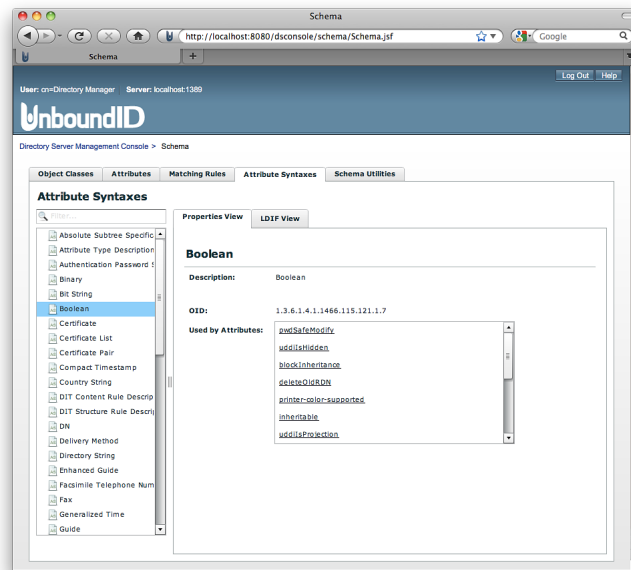 Schema
http://localhost:8080/dsconsole/schema/Schema.jsf
Google
Schema
Log Out Help
User: cn=Directory Manager Server: localhost:1389
UnboundID
Directory Server Management Console > Schema
Object Classes Attributes Matching Rules Attribute Syntaxes Schema Utilities
Attribute Syntaxes
Filter...
Properties View LDIF View
Absolute Subtree Specific
Attribute Type Description
Authentication Password S
Binary
Bit String
Boolean
Certificate
Certificate List
Certificate Pair
Compact Timestamp
Country String
DIT Content Rule Descrip
DIT Structure Rule Descrip
DN
Delivery Method
Directory String
Enhanced Guide
Facsimile Telephone Num
Fax
Generalized Time
Guide
Boolean
Description: Boolean
OID: 1.3.6.1.4.1.1466.115.121.1.7
Used by Attributes:
pwdSafeModify
uddiIsHidden
blockInheritance
deleteOldRDN
printer-color-supported
inheritable
uddiIsProjection